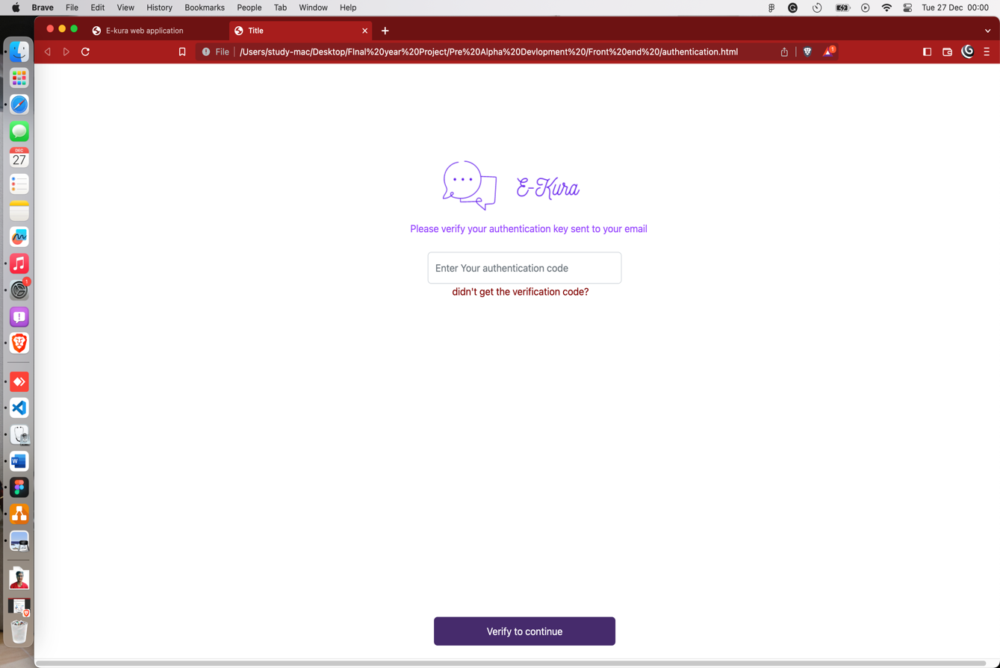 Brave File Edit View History Bookmarks People Tab Window Help Tue 27 Dec 00:00
E-kura web application Title
File /Users/study-mac/Desktop/FInal%20year%20Project/Pre%20Alpha%20Devlopment%20/Front%20end%20/authentication.html 1
DEC
27
1
W
E-Kura
Please verify your authentication key sent to your email
Enter Your authentication code
didn't get the verification code?
Verify to continue